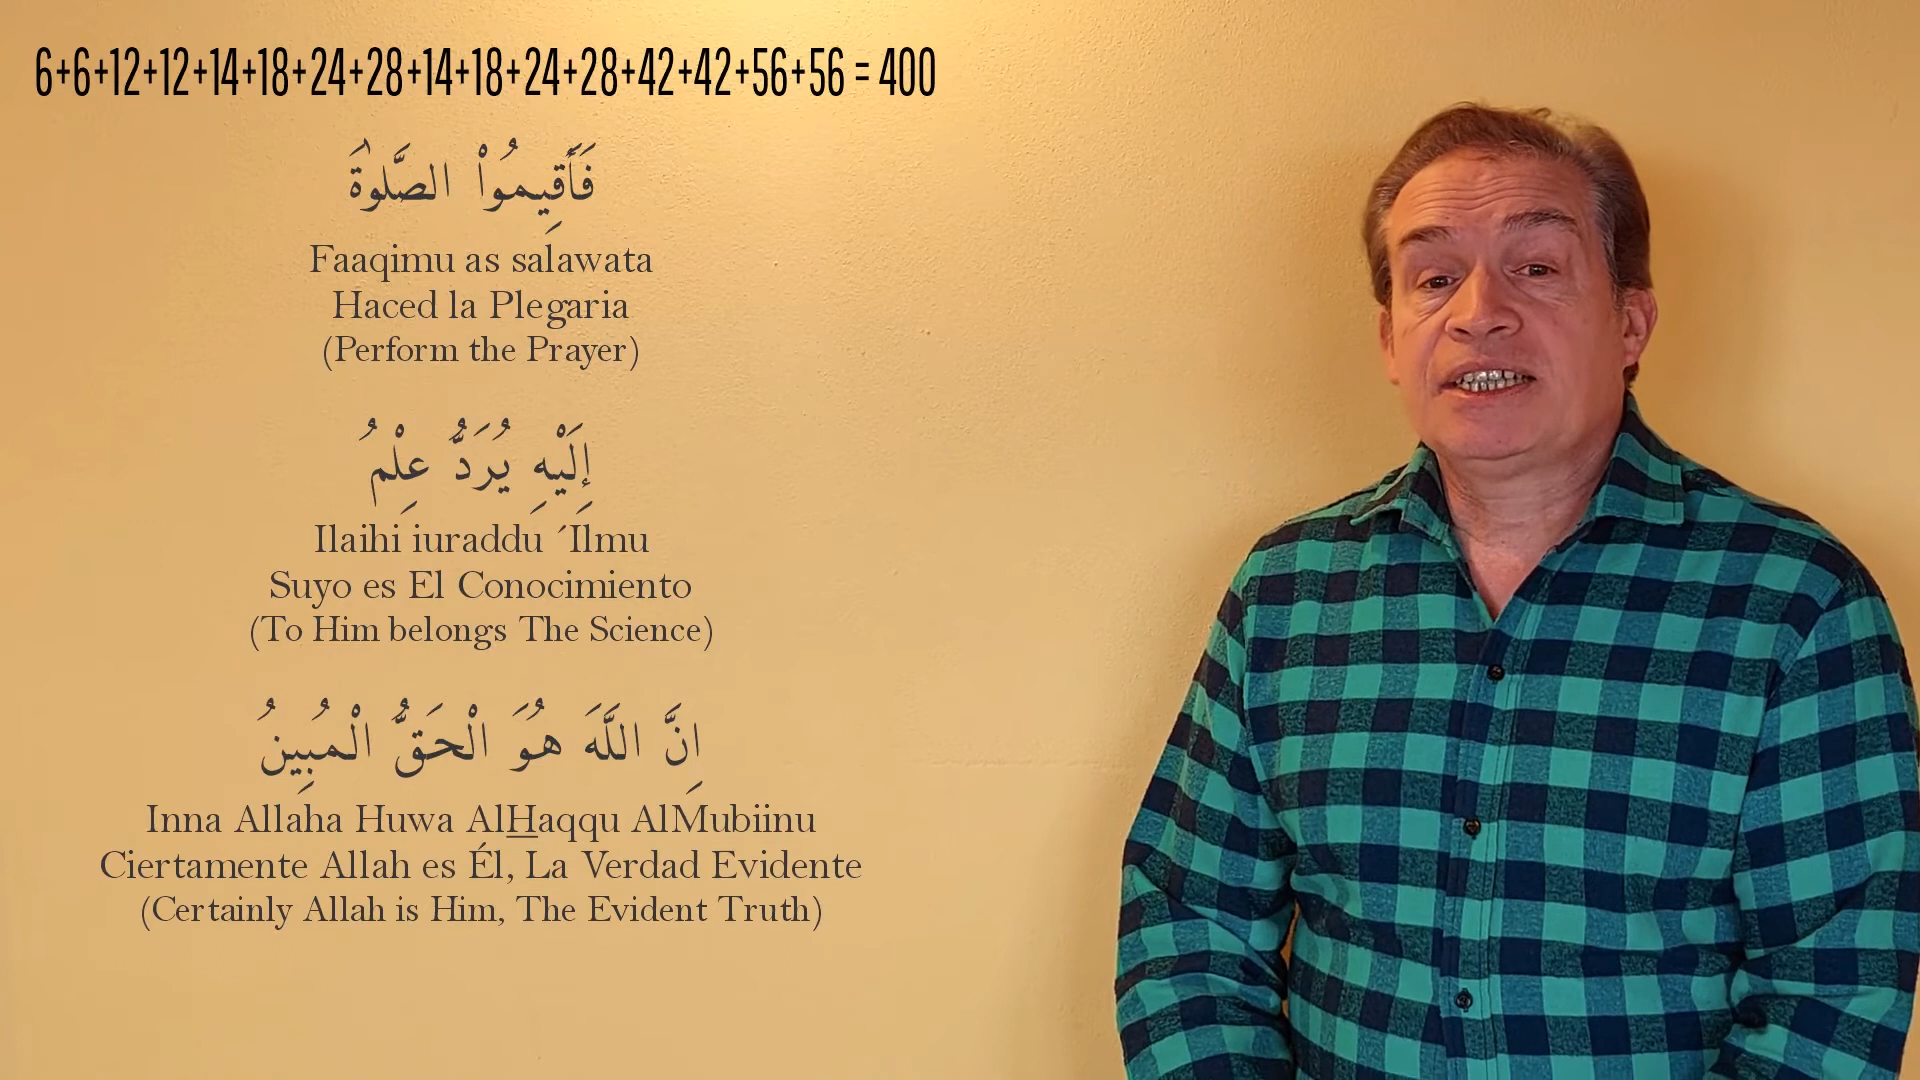 6+6+12+12+14+18+24+28+14+18+24+28+42+42+56+56 = 400
فَأَقِيمُواْ الصَّلَوٰةَ
Faaqimu as salawata
Haced la Plegaria
(Perform the Prayer)
إِلَيْهِ يُرَدُّ عِلْمُ
Ilaihi iuraddu ´Ilmu
Suyo es El Conocimiento
(To Him belongs The Science)
اِنَّ اللَّهَ هُوَ الْحَقُّ الْمُبِينُ
Inna Allaha Huwa AlHaqqu AlMubiinu
Ciertamente Allah es Él, La Verdad Evidente
(Certainly Allah is Him, The Evident Truth)